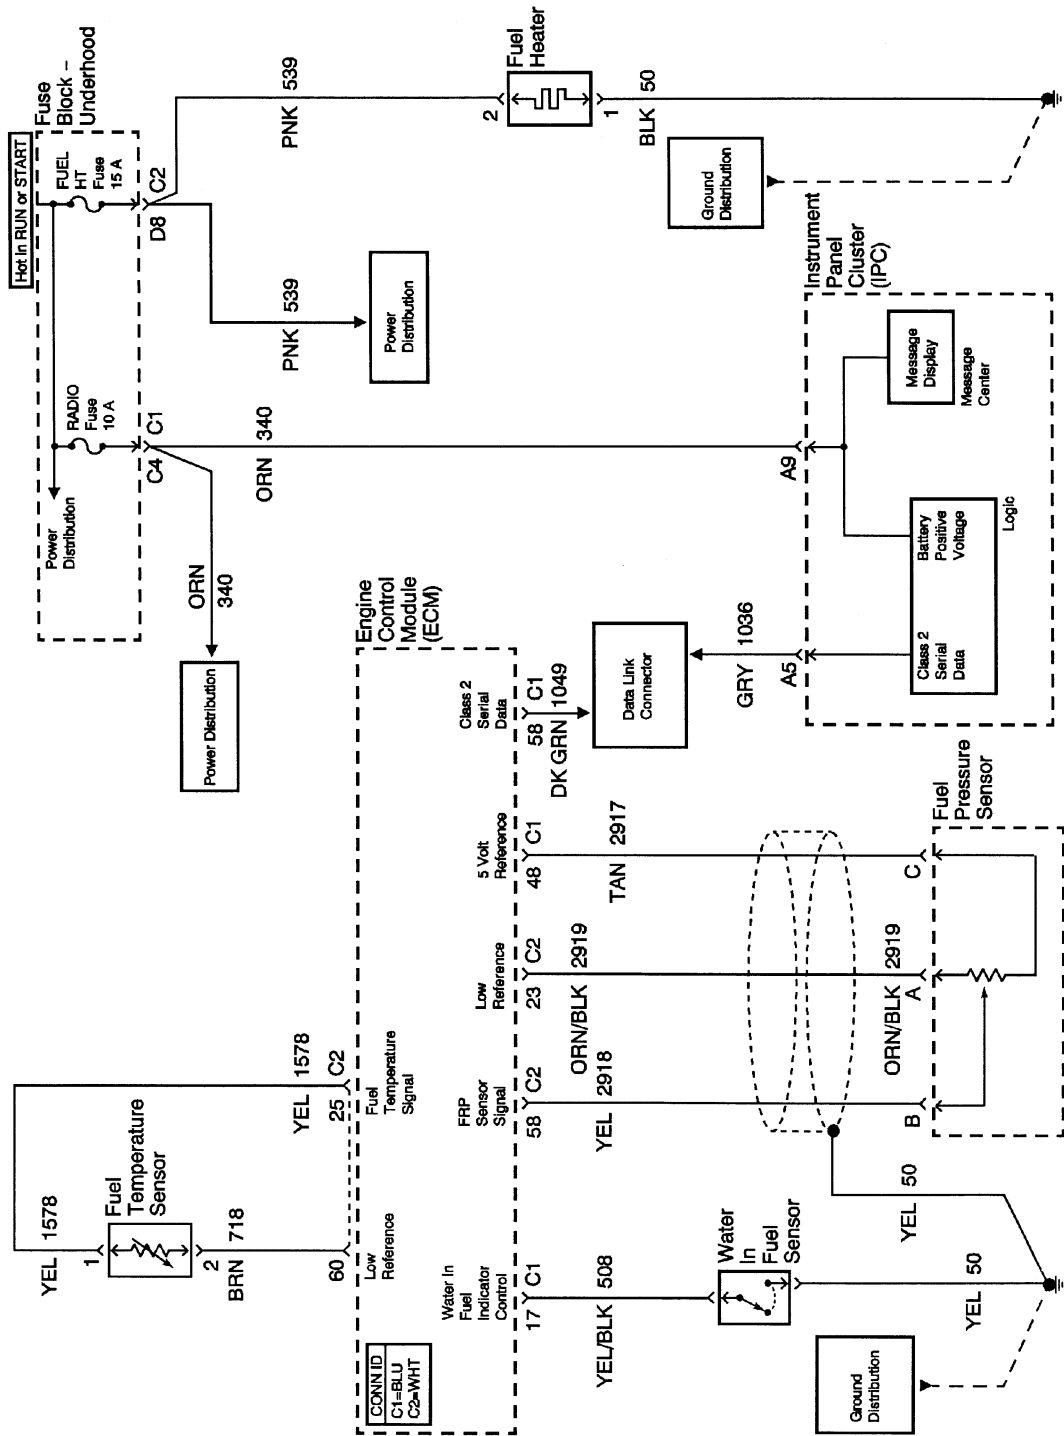 Hot In RUN or START
Fuse
Block –
Underhood
Power
Distribution
RADIO
Fuse
10 A
FUEL
HT
Fuse
15 A
C4
C1
D8
C2
ORN
340
Power Distribution
ORN
340
PNK
539
Power
Distribution
PNK
539
2
Fuel
Heater
1
BLK
50
Ground
Distribution
YEL
1578
1
Fuel
Temperature
Sensor
2
BRN
718
YEL
1578
60
25
C2
Low
Reference
Fuel
Temperature
Signal
Engine
Control
Module
(ECM)
CONN ID
C1=BLU
C2=WHT
Water In
Fuel
Indicator
Control
FRP
Sensor
Signal
Low
Reference
5 Volt
Reference
Class 2
Serial
Data
17
C1
58
C2
23
C2
48
C1
58
C1
YEL/BLK
508
YEL
2918
ORN/BLK
2919
TAN
2917
DK GRN
1049
Data Link
Connector
GRY
1036
A5
A9
Instrument
Panel
Cluster
(IPC)
Class 2
Serial
Data
Battery
Positive
Voltage
Logic
Message
Display
Message
Center
Water
In
Fuel
Sensor
ORN/BLK
2919
B
A
C
Fuel
Pressure
Sensor
YEL
50
YEL
50
Ground
Distribution